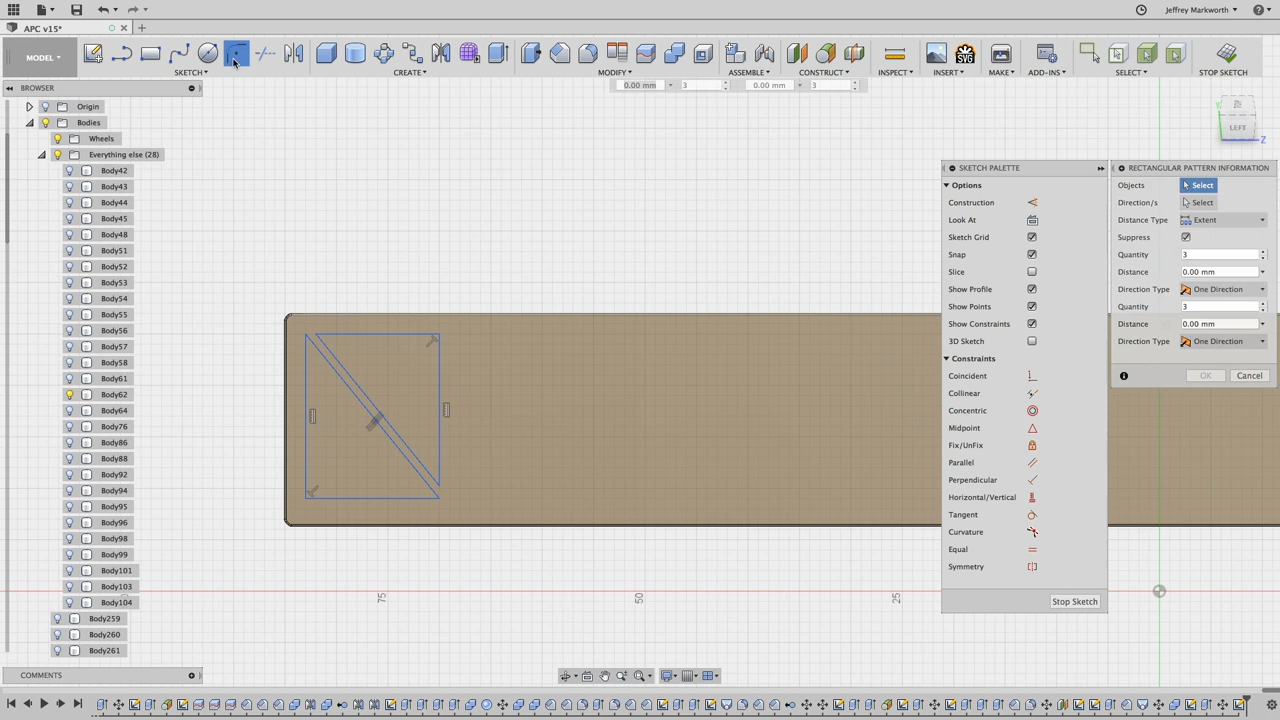 Jeffrey Markworth
APC v15*
MODEL
SKETCH
CREATE
MODIFY
ASSEMBLE
CONSTRUCT
INSPECT
INSERT
MAKE
ADD-INS
SELECT
STOP SKETCH
SVG
BROWSER
0.00 mm
3
0.00 mm
3
LEFT
Z
Y
Origin
Bodies
Wheels
Everything else (28)
Body42
Body43
Body44
Body45
Body48
Body51
Body52
Body53
Body54
Body55
Body56
Body57
Body58
Body61
Body62
Body64
Body76
Body86
Body88
Body92
Body94
Body95
Body96
Body98
Body99
Body101
Body103
Body104
Body259
Body260
Body261
75
50
25
SKETCH PALETTE
Options
Construction
Look At
Sketch Grid
Snap
Slice
Show Profile
Show Points
Show Constraints
3D Sketch
Constraints
Coincident
Collinear
Concentric
Midpoint
Fix/UnFix
Parallel
Perpendicular
Horizontal/Vertical
Tangent
Curvature
Equal
Symmetry
Stop Sketch
RECTANGULAR PATTERN INFORMATION
Objects Select
Direction/s Select
Distance Type Extent
Suppress
Quantity 3
Distance 0.00 mm
Direction Type One Direction
Quantity 3
Distance 0.00 mm
Direction Type One Direction
OK Cancel
COMMENTS